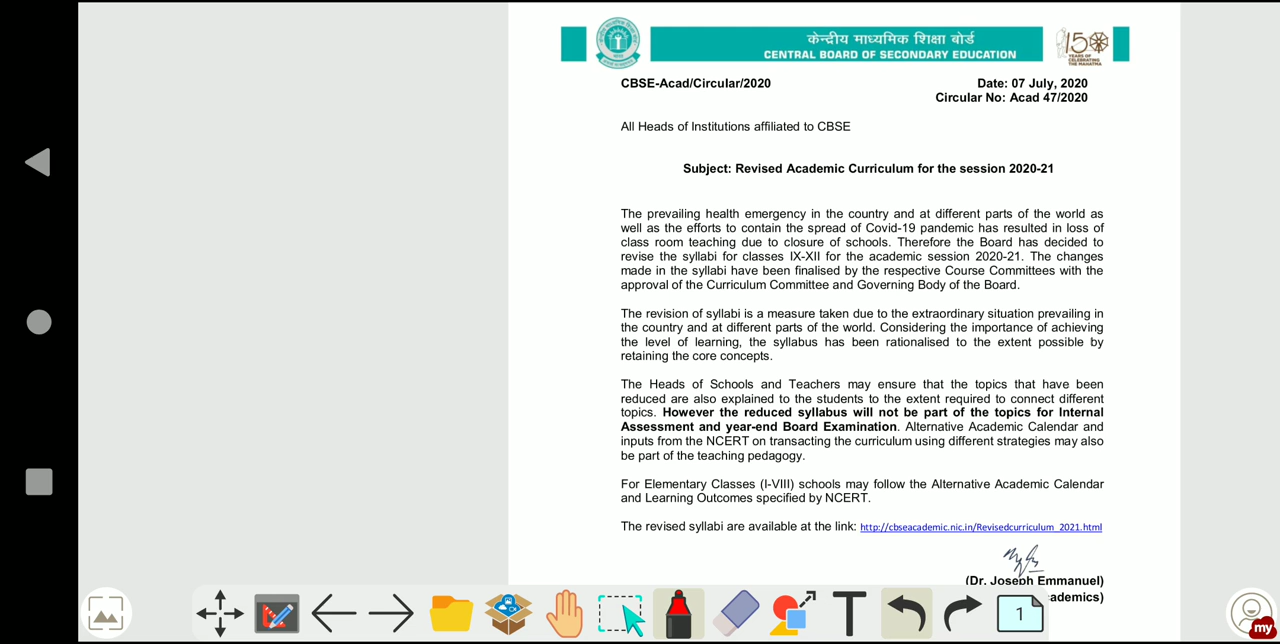 केन्द्रीय माध्यमिक शिक्षा बोर्ड
CENTRAL BOARD OF SECONDARY EDUCATION
150
YEARS OF
CELEBRATING
THE MAHATMA
CBSE-Acad/Circular/2020
Date: 07 July, 2020
Circular No: Acad 47/2020
All Heads of Institutions affiliated to CBSE
Subject: Revised Academic Curriculum for the session 2020-21
The prevailing health emergency in the country and at different parts of the world as
well as the efforts to contain the spread of Covid-19 pandemic has resulted in loss of
class room teaching due to closure of schools. Therefore the Board has decided to
revise the syllabi for classes IX-XII for the academic session 2020-21. The changes
made in the syllabi have been finalised by the respective Course Committees with the
approval of the Curriculum Committee and Governing Body of the Board.
The revision of syllabi is a measure taken due to the extraordinary situation prevailing in
the country and at different parts of the world. Considering the importance of achieving
the level of learning, the syllabus has been rationalised to the extent possible by
retaining the core concepts.
The Heads of Schools and Teachers may ensure that the topics that have been
reduced are also explained to the students to the extent required to connect different
topics. However the reduced syllabus will not be part of the topics for Internal
Assessment and year-end Board Examination. Alternative Academic Calendar and
inputs from the NCERT on transacting the curriculum using different strategies may also
be part of the teaching pedagogy.
For Elementary Classes (I-VIII) schools may follow the Alternative Academic Calendar
and Learning Outcomes specified by NCERT.
The revised syllabi are available at the link: http://cbseacademic.nic.in/Revisedcurriculum_2021.html
(Dr. Joseph Emmanuel)
ademics)
T
1
my